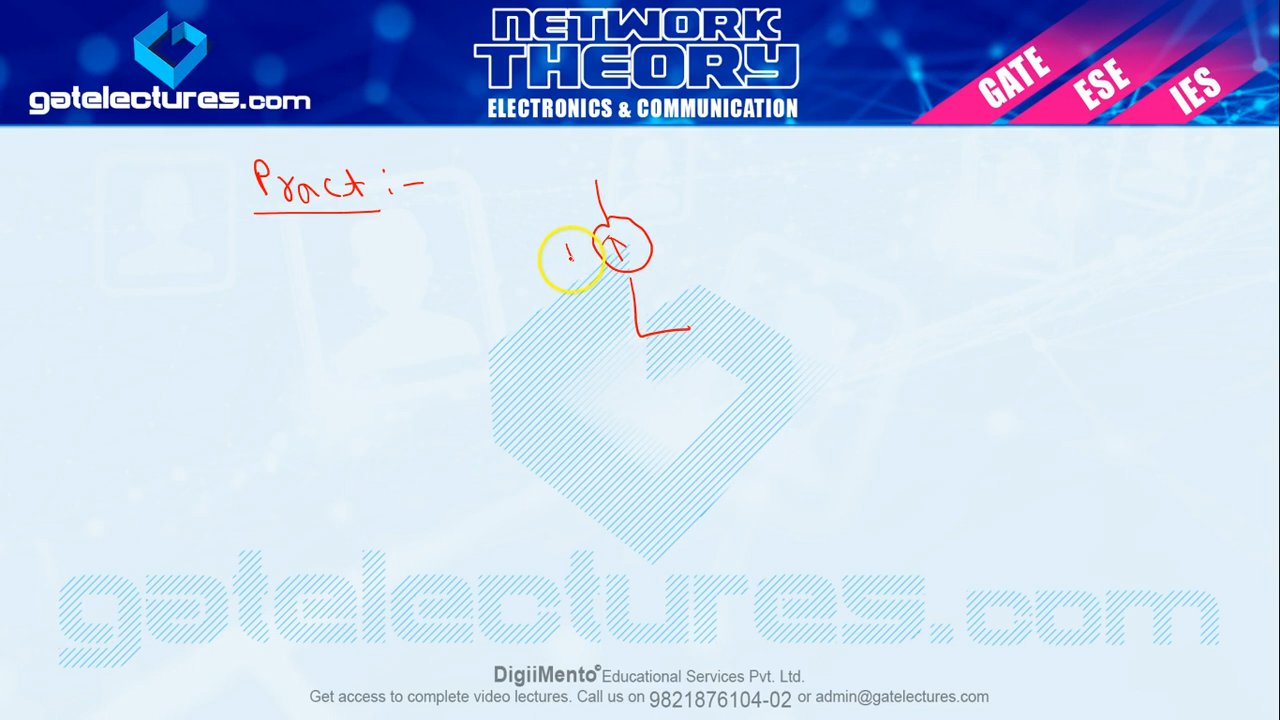 gatelectures.com
NETWORK
THEORY
ELECTRONICS & COMMUNICATION
GATE
ESE
IES
Pract :-
gatelectures.com
DigiiMento© Educational Services Pvt. Ltd.
Get access to complete video lectures. Call us on 9821876104-02 or admin@gatelectures.com